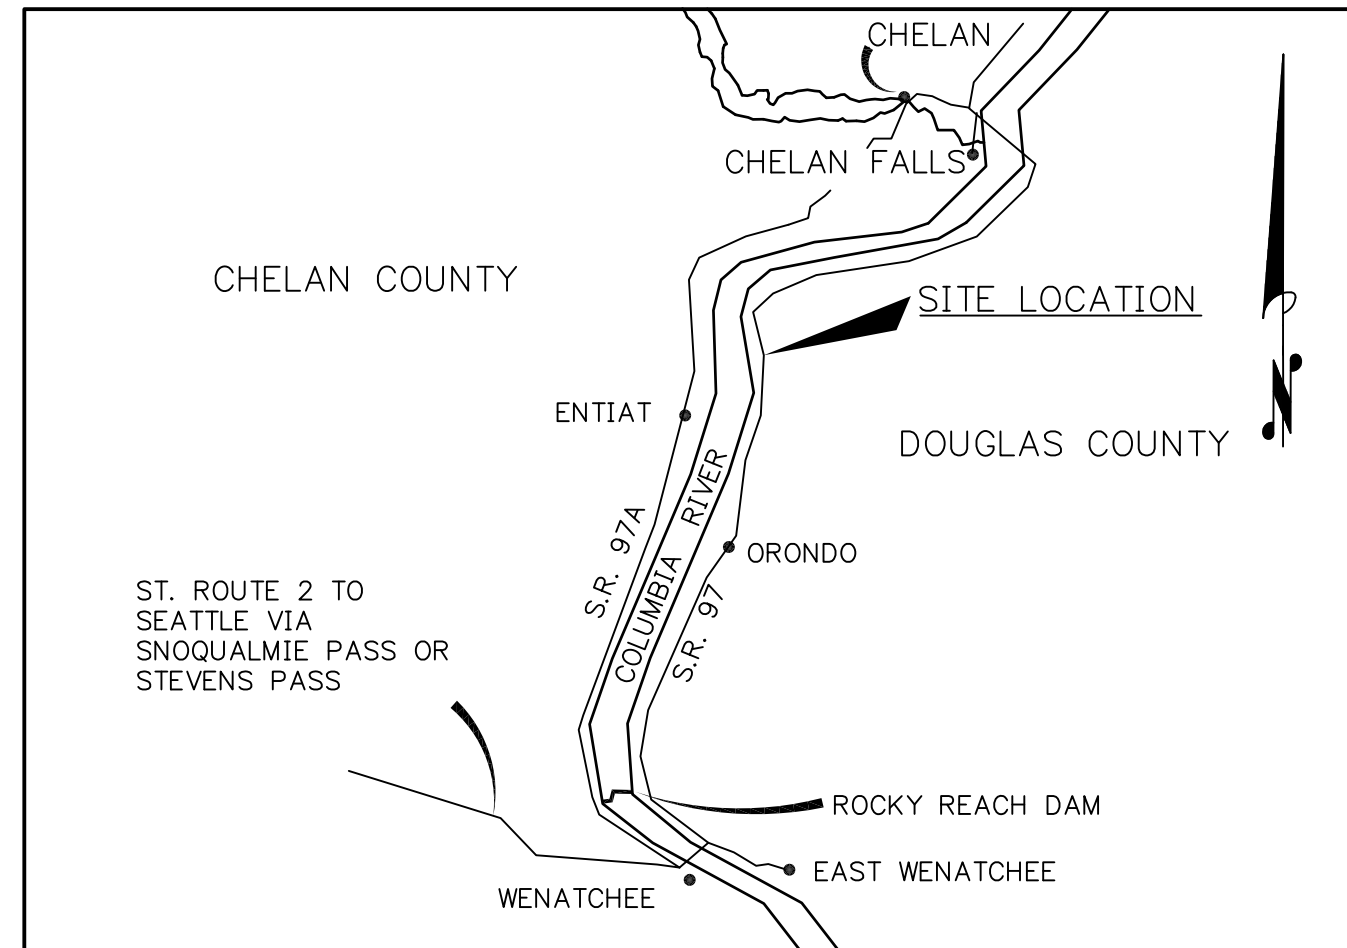 CHELAN
CHELAN FALLS
CHELAN COUNTY
SITE LOCATION
ENTIAT
DOUGLAS COUNTY
N
S.R. 97A
COLUMBIA RIVER
ORONDO
S.R. 97
ST. ROUTE 2 TO
SEATTLE VIA
SNOQUALMIE PASS OR
STEVENS PASS
ROCKY REACH DAM
EAST WENATCHEE
WENATCHEE